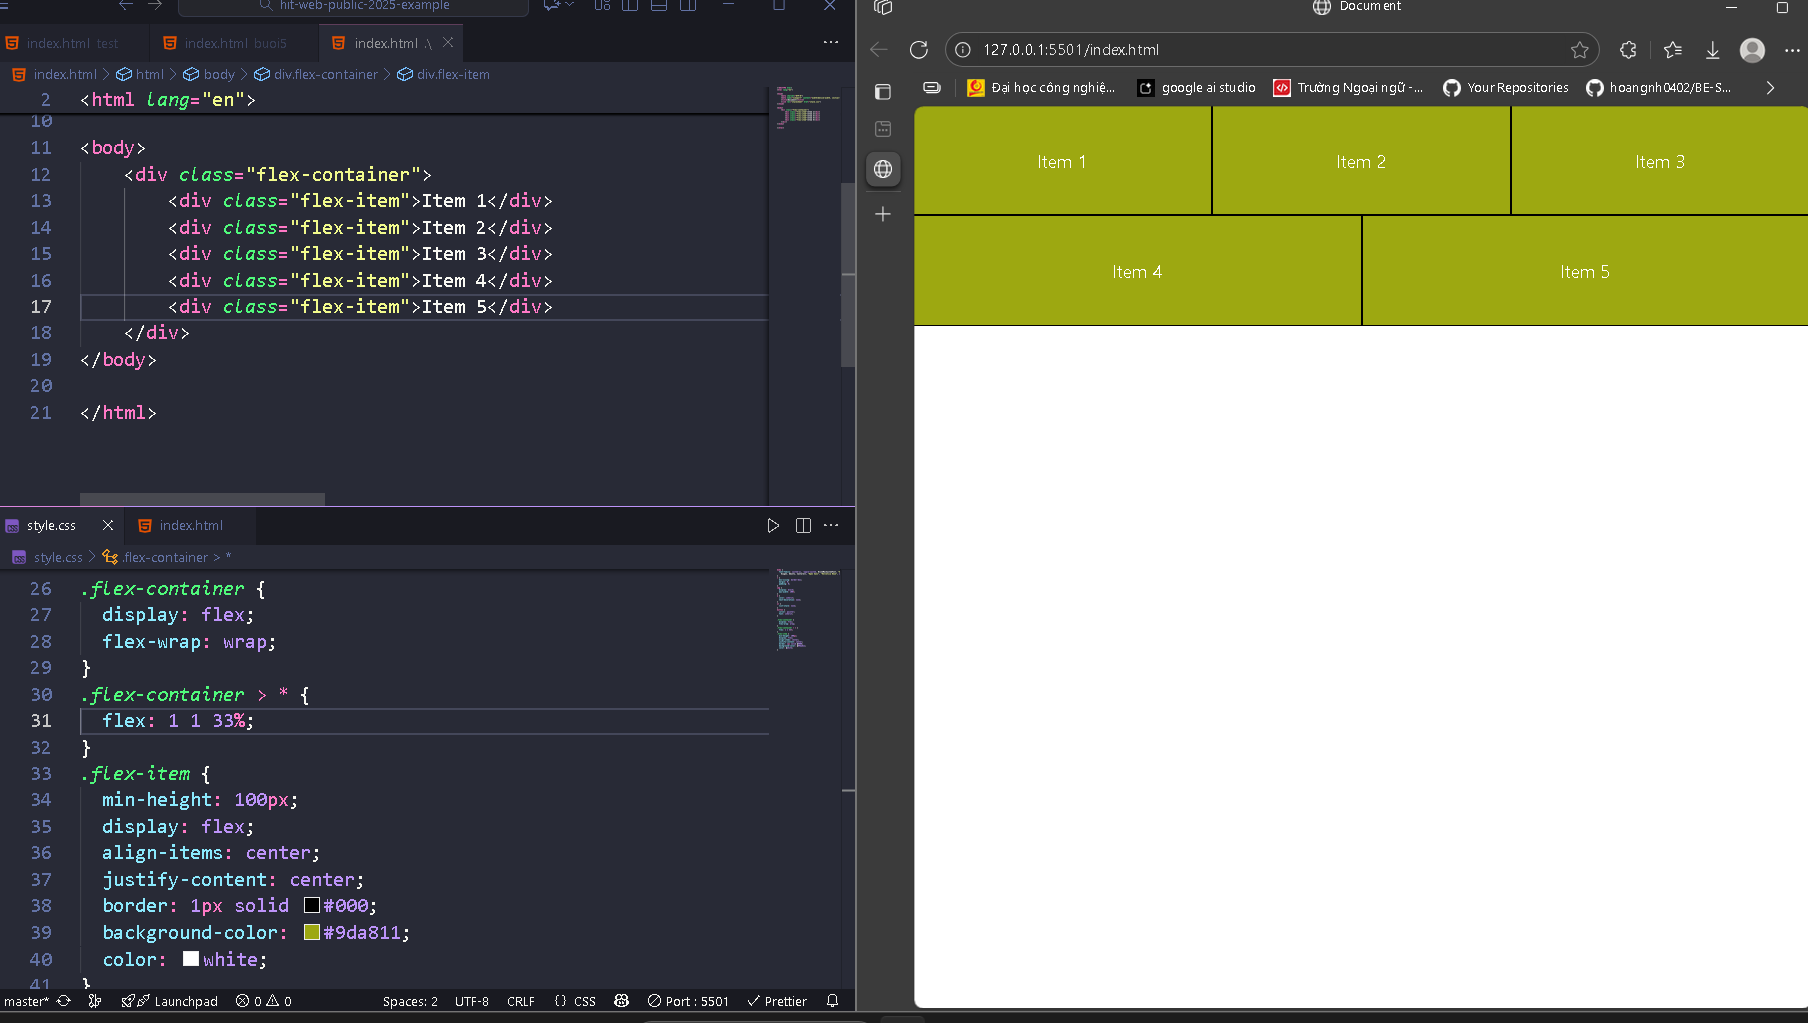 hit-web-public-2025-example
index.html test
index.html buoi5
index.html .\
index.html > html > body > div.flex-container > div.flex-item
2 <html lang="en">
10
11 <body>
12 <div class="flex-container">
13 <div class="flex-item">Item 1</div>
14 <div class="flex-item">Item 2</div>
15 <div class="flex-item">Item 3</div>
16 <div class="flex-item">Item 4</div>
17 <div class="flex-item">Item 5</div>
18 </div>
19 </body>
20
21 </html>
style.css
index.html
style.css > .flex-container > *
26 .flex-container {
27 display: flex;
28 flex-wrap: wrap;
29 }
30 .flex-container > * {
31 flex: 1 1 33%;
32 }
33 .flex-item {
34 min-height: 100px;
35 display: flex;
36 align-items: center;
37 justify-content: center;
38 border: 1px solid #000;
39 background-color: #9da811;
40 color: white;
41 }
master* Launchpad 0 0 Spaces: 2 UTF-8 CRLF {} CSS Port : 5501 Prettier
Document
127.0.0.1:5501/index.html
Đại học công nghiệ... google ai studio Trường Ngoại ngữ -... Your Repositories hoangnh0402/BE-S...
Item 1
Item 2
Item 3
Item 4
Item 5